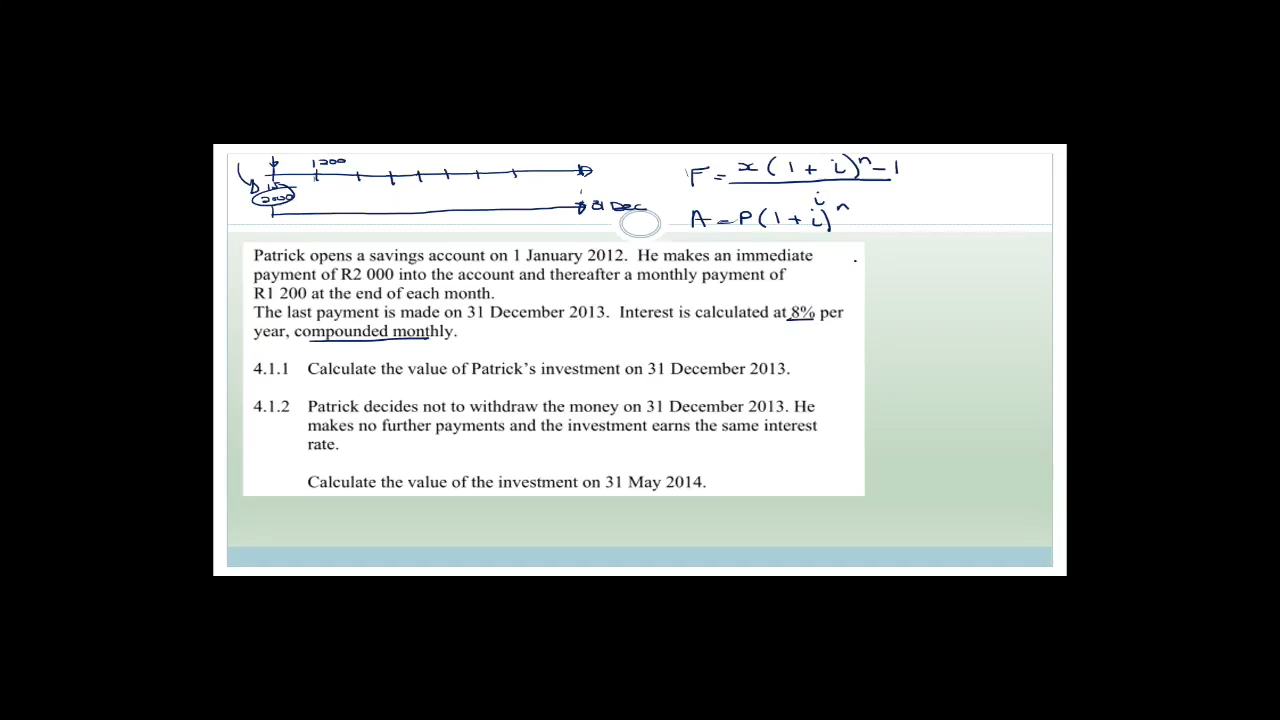 1200
2000
31 Dec
F = x(1 + i)^n - 1
i
A = P(1 + i)^n
Patrick opens a savings account on 1 January 2012. He makes an immediate
payment of R2 000 into the account and thereafter a monthly payment of
R1 200 at the end of each month.
The last payment is made on 31 December 2013. Interest is calculated at 8% per
year, compounded monthly.
4.1.1 Calculate the value of Patrick's investment on 31 December 2013.
4.1.2 Patrick decides not to withdraw the money on 31 December 2013. He
makes no further payments and the investment earns the same interest
rate.
Calculate the value of the investment on 31 May 2014.